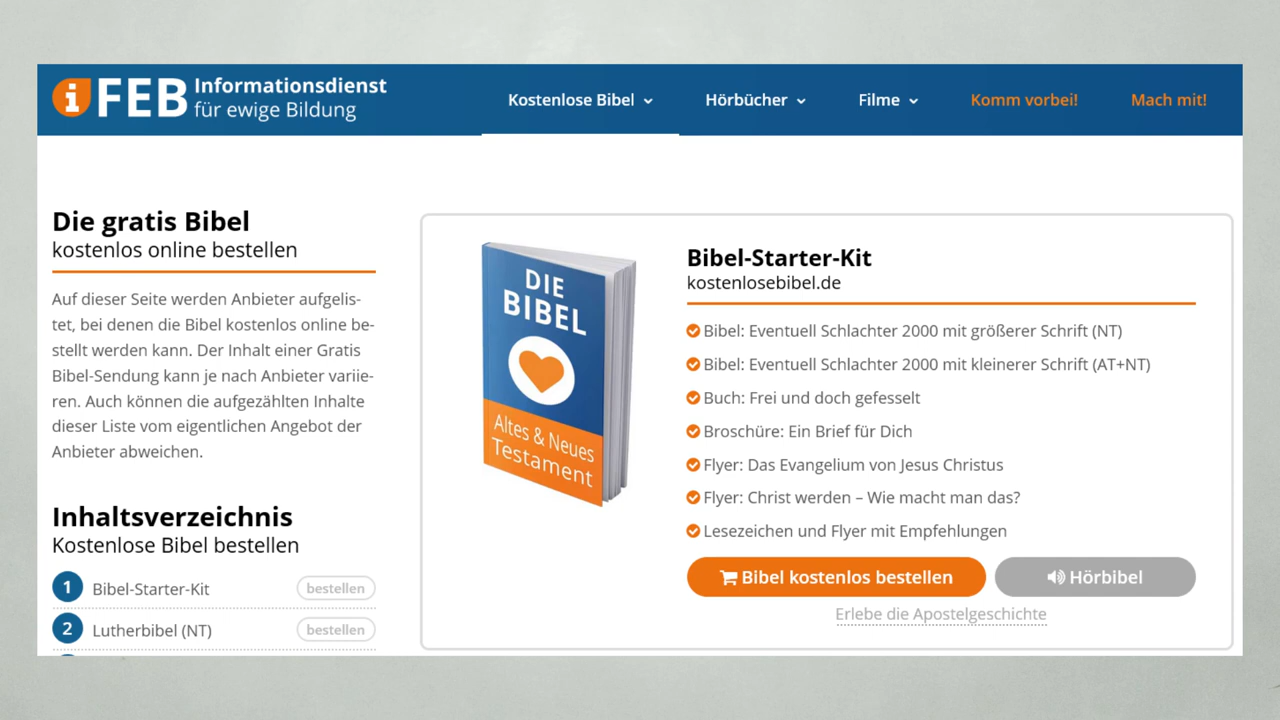 i FEB Informationsdienst
für ewige Bildung
Kostenlose Bibel
Hörbücher
Filme
Komm vorbei!
Mach mit!
Die gratis Bibel
kostenlos online bestellen
Auf dieser Seite werden Anbieter aufgelis-
tet, bei denen die Bibel kostenlos online be-
stellt werden kann. Der Inhalt einer Gratis
Bibel-Sendung kann je nach Anbieter variie-
ren. Auch können die aufgezählten Inhalte
dieser Liste vom eigentlichen Angebot der
Anbieter abweichen.
Inhaltsverzeichnis
Kostenlose Bibel bestellen
1 Bibel-Starter-Kit bestellen
2 Lutherbibel (NT) bestellen
DIE
BIBEL
Altes & Neues
Testament
Bibel-Starter-Kit
kostenlosebibel.de
Bibel: Eventuell Schlachter 2000 mit größerer Schrift (NT)
Bibel: Eventuell Schlachter 2000 mit kleinerer Schrift (AT+NT)
Buch: Frei und doch gefesselt
Broschüre: Ein Brief für Dich
Flyer: Das Evangelium von Jesus Christus
Flyer: Christ werden – Wie macht man das?
Lesezeichen und Flyer mit Empfehlungen
Bibel kostenlos bestellen
Hörbibel
Erlebe die Apostelgeschichte